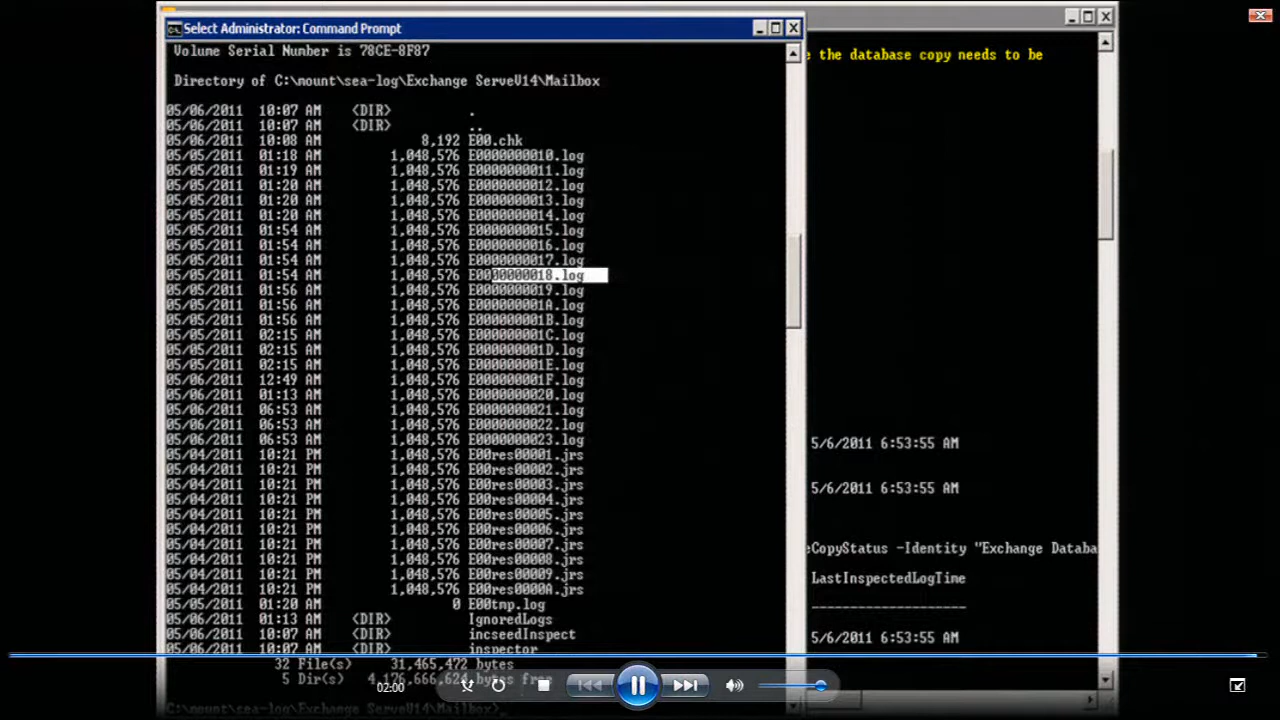 Select Administrator: Command Prompt
Volume Serial Number is 78CE-8F87
Directory of C:\mount\sea-log\Exchange ServeV14\Mailbox
05/06/2011 10:07 AM <DIR> .
05/06/2011 10:07 AM <DIR> ..
05/06/2011 10:08 AM 8,192 E00.chk
05/05/2011 01:18 AM 1,048,576 E0000000010.log
05/05/2011 01:19 AM 1,048,576 E0000000011.log
05/05/2011 01:20 AM 1,048,576 E0000000012.log
05/05/2011 01:20 AM 1,048,576 E0000000013.log
05/05/2011 01:20 AM 1,048,576 E0000000014.log
05/05/2011 01:54 AM 1,048,576 E0000000015.log
05/05/2011 01:54 AM 1,048,576 E0000000016.log
05/05/2011 01:54 AM 1,048,576 E0000000017.log
05/05/2011 01:54 AM 1,048,576 E0000000018.log
05/05/2011 01:56 AM 1,048,576 E0000000019.log
05/05/2011 01:56 AM 1,048,576 E000000001A.log
05/05/2011 01:56 AM 1,048,576 E000000001B.log
05/05/2011 02:15 AM 1,048,576 E000000001C.log
05/05/2011 02:15 AM 1,048,576 E000000001D.log
05/05/2011 02:15 AM 1,048,576 E000000001E.log
05/06/2011 12:49 AM 1,048,576 E000000001F.log
05/06/2011 01:13 AM 1,048,576 E0000000020.log
05/06/2011 06:53 AM 1,048,576 E0000000021.log
05/06/2011 06:53 AM 1,048,576 E0000000022.log
05/06/2011 06:53 AM 1,048,576 E0000000023.log
05/04/2011 10:21 PM 1,048,576 E00res00001.jrs
05/04/2011 10:21 PM 1,048,576 E00res00002.jrs
05/04/2011 10:21 PM 1,048,576 E00res00003.jrs
05/04/2011 10:21 PM 1,048,576 E00res00004.jrs
05/04/2011 10:21 PM 1,048,576 E00res00005.jrs
05/04/2011 10:21 PM 1,048,576 E00res00006.jrs
05/04/2011 10:21 PM 1,048,576 E00res00007.jrs
05/04/2011 10:21 PM 1,048,576 E00res00008.jrs
05/04/2011 10:21 PM 1,048,576 E00res00009.jrs
05/04/2011 10:21 PM 1,048,576 E00res0000A.jrs
05/05/2011 01:20 AM 0 E00tmp.log
05/06/2011 01:13 AM <DIR> IgnoredLogs
05/06/2011 10:07 AM <DIR> incseedInspect
05/06/2011 10:07 AM <DIR> inspector
32 File(s) 31,465,472 bytes
5 Dir(s) 4,176,666,624 bytes free
C:\mount\sea-log\Exchange ServeV14\Mailbox>_
e the database copy needs to be
5/6/2011 6:53:55 AM
5/6/2011 6:53:55 AM
eCopyStatus -Identity "Exchange Databa
LastInspectedLogTime
--------------------
5/6/2011 6:53:55 AM
02:00